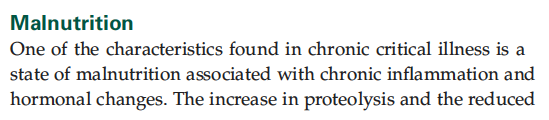 Malnutrition
One of the characteristics found in chronic critical illness is a
state of malnutrition associated with chronic inflammation and
hormonal changes. The increase in proteolysis and the reduced